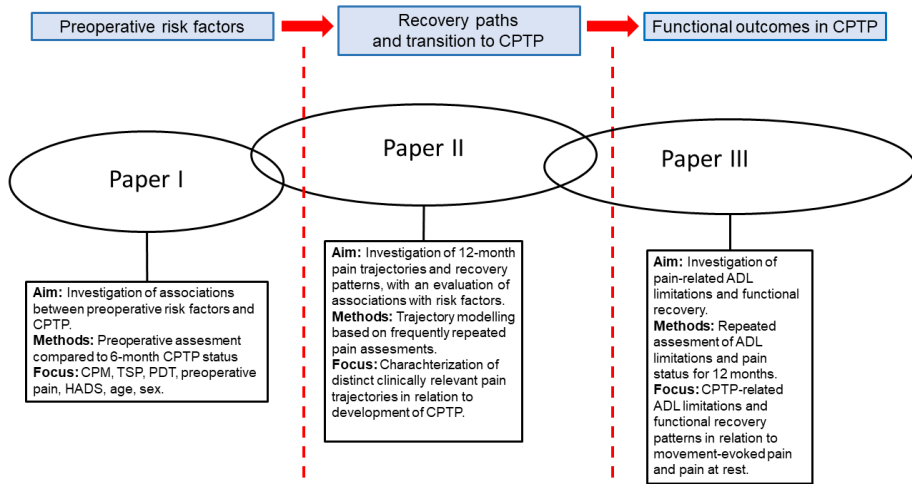 Preoperative risk factors
Recovery paths
and transition to CPTP
Functional outcomes in CPTP
Paper I
Paper II
Paper III
Aim: Investigation of associations
between preoperative risk factors and
CPTP.
Methods: Preoperative assesment
compared to 6-month CPTP status
Focus: CPM, TSP, PDT, preoperative
pain, HADS, age, sex.
Aim: Investigation of 12-month
pain trajectories and recovery
patterns, with an evaluation of
associations with risk factors.
Methods: Trajectory modelling
based on frequently repeated
pain assesments.
Focus: Charachterization of
distinct clinically relevant pain
trajectories in relation to
development of CPTP.
Aim: Investigation of
pain-related ADL
limitations and functional
recovery.
Methods: Repeated
assesment of ADL
limitations and pain
status for 12 months.
Focus: CPTP-related
ADL limitations and
functional recovery
patterns in relation to
movement-evoked pain
and pain at rest.